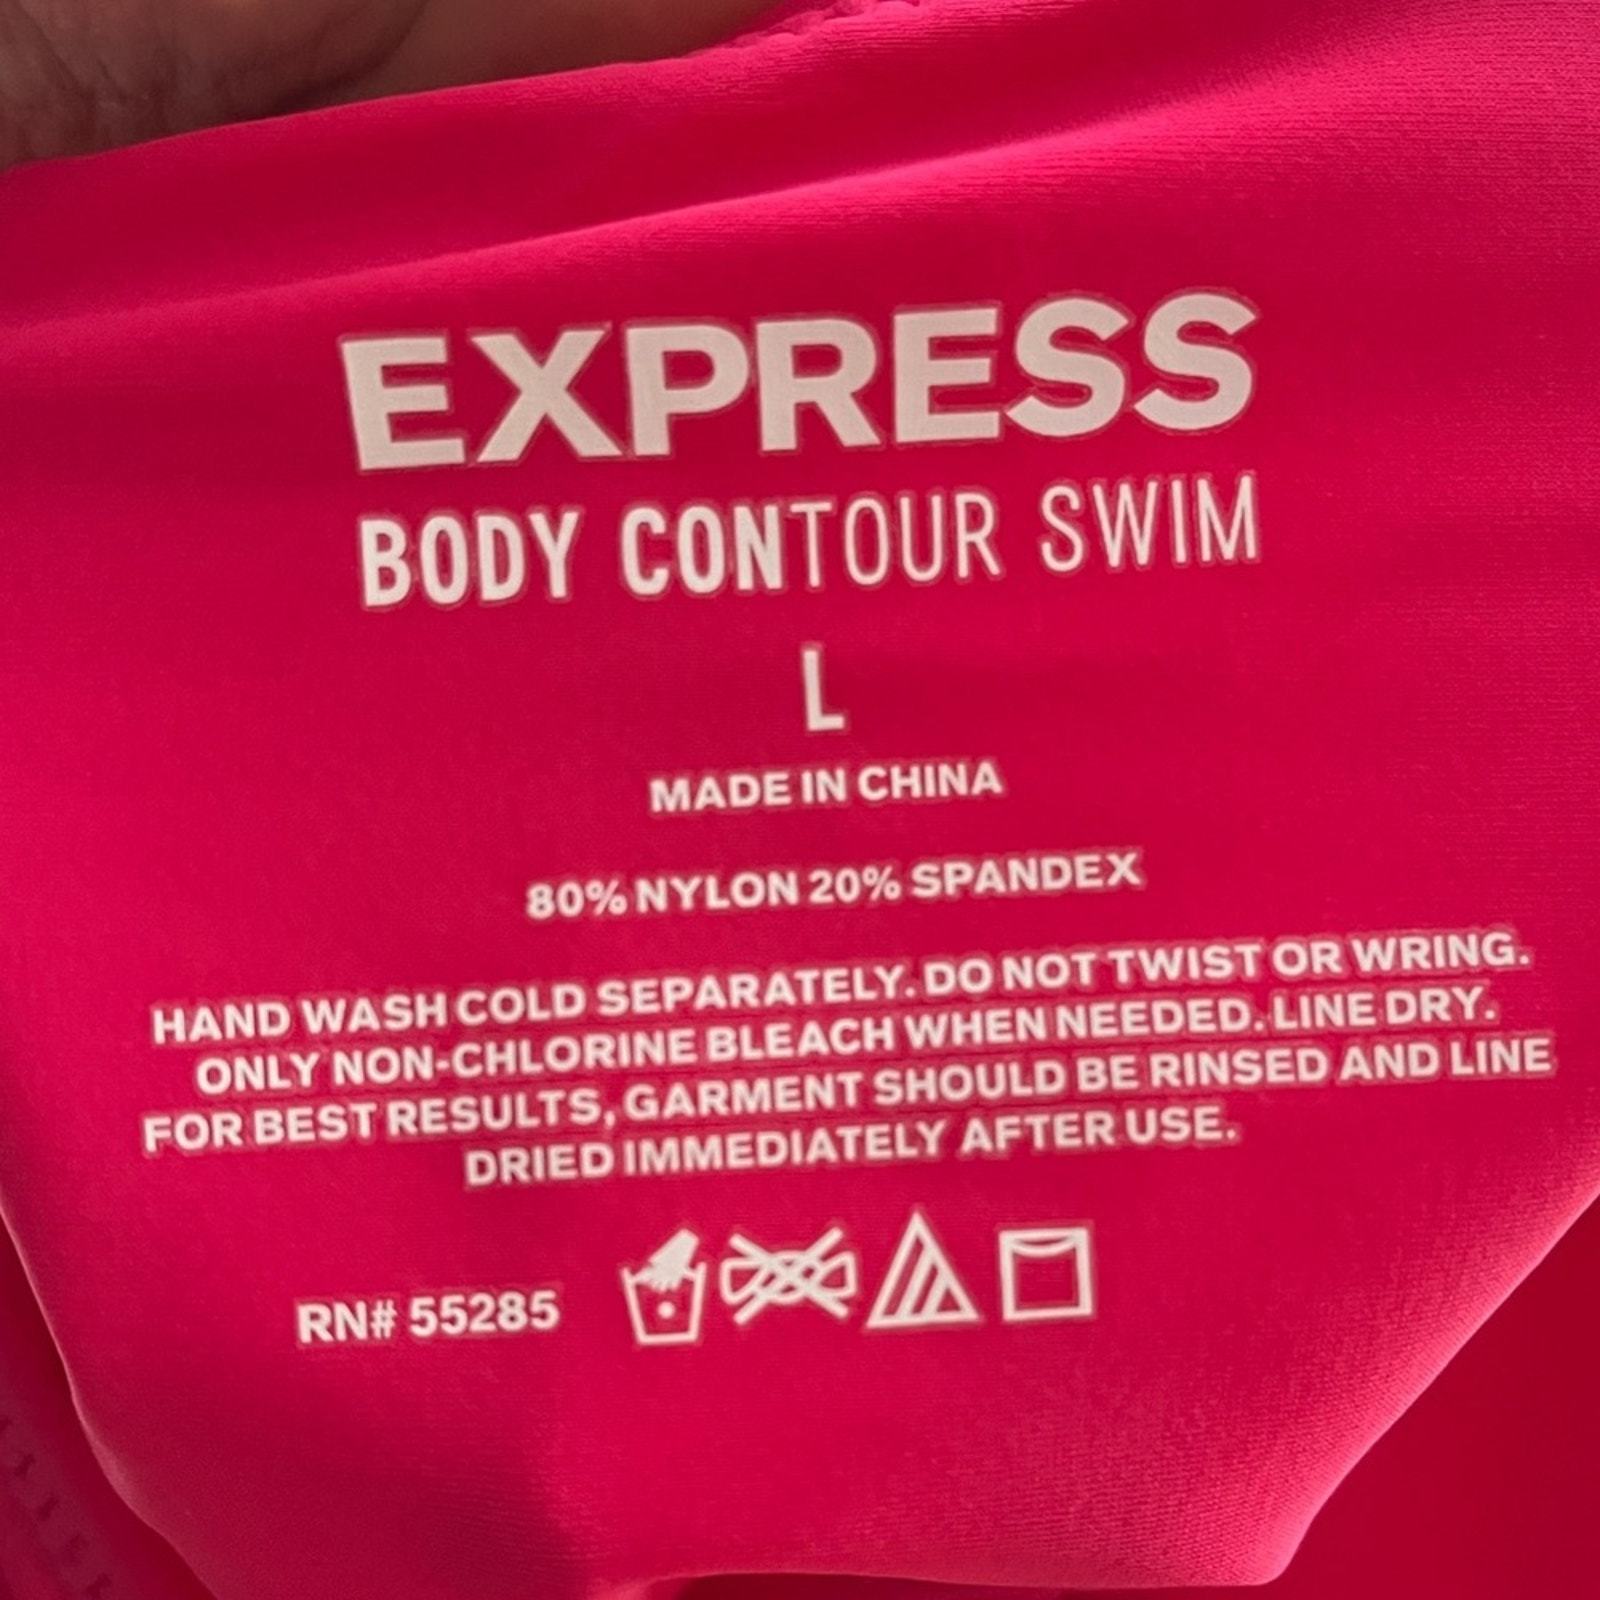 EXPRESS
BODY CONTOUR SWIM
L
MADE IN CHINA
80% NYLON 20% SPANDEX
HAND WASH COLD SEPARATELY. DO NOT TWIST OR WRING.
ONLY NON-CHLORINE BLEACH WHEN NEEDED. LINE DRY.
FOR BEST RESULTS, GARMENT SHOULD BE RINSED AND LINE
DRIED IMMEDIATELY AFTER USE.
RN# 55285